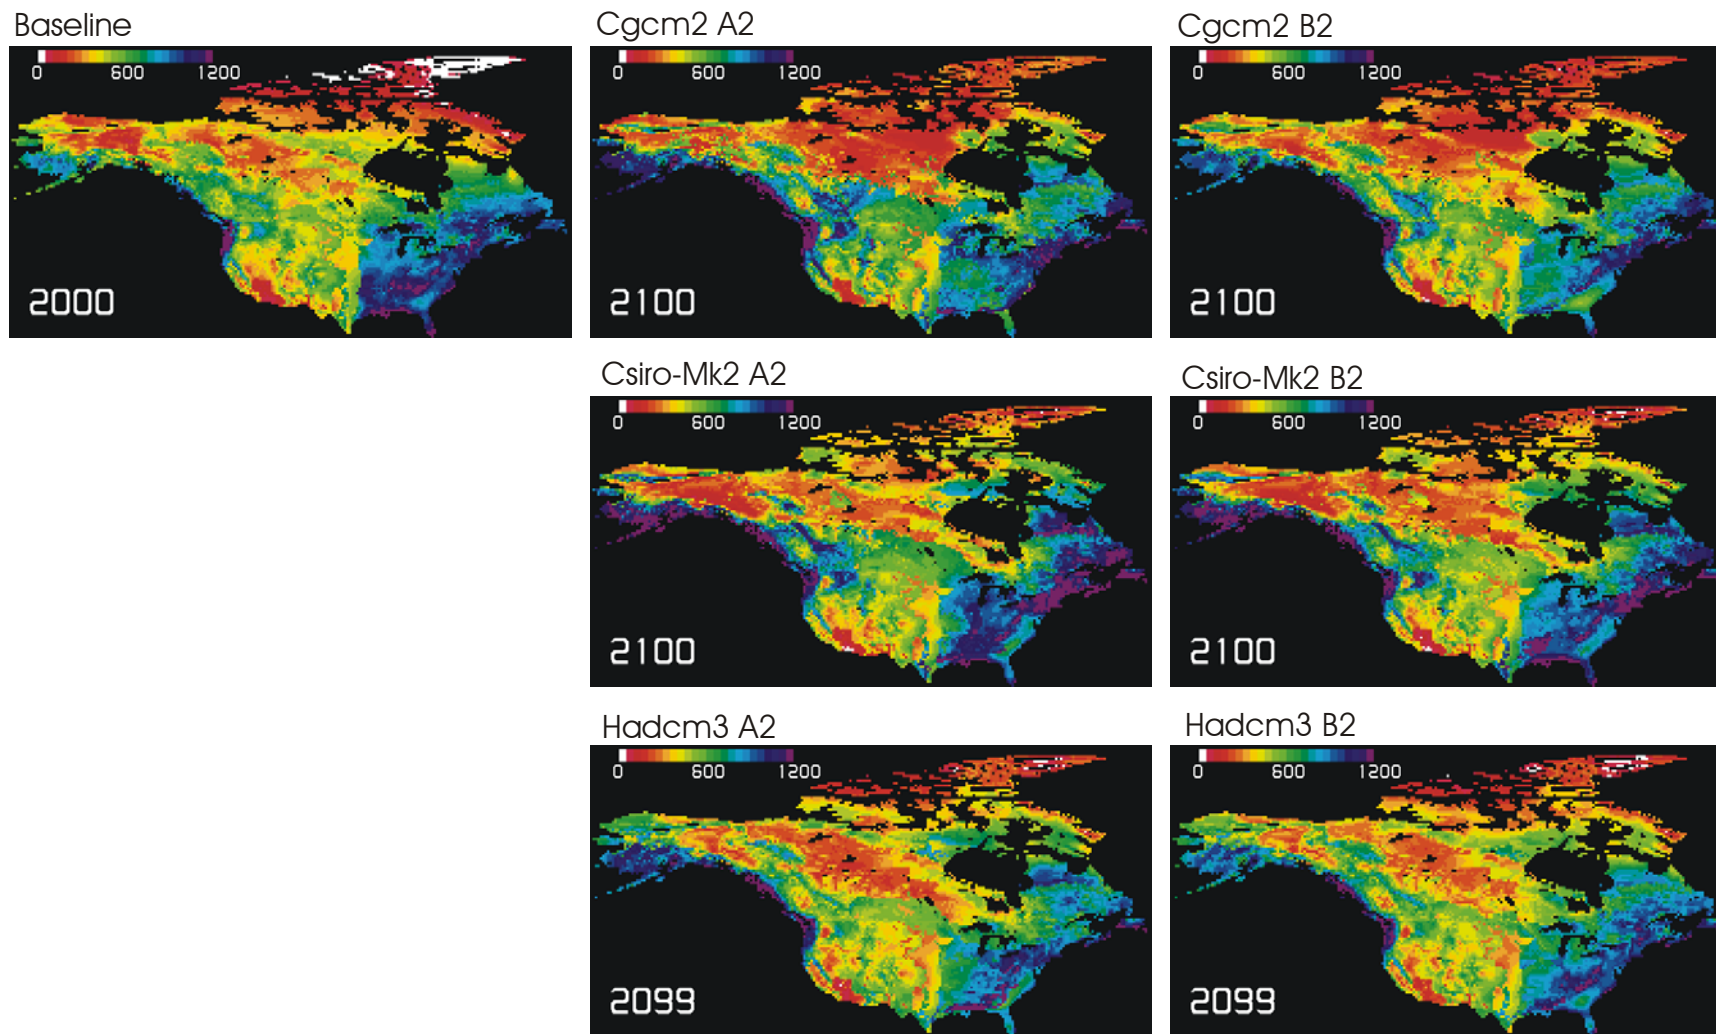 Baseline
Cgcm2 A2
Cgcm2 B2
0 600 1200
0 600 1200
0 600 1200
2000
2100
2100
Csiro-Mk2 A2
Csiro-Mk2 B2
0 600 1200
0 600 1200
2100
2100
Hadcm3 A2
Hadcm3 B2
0 600 1200
0 600 1200
2099
2099